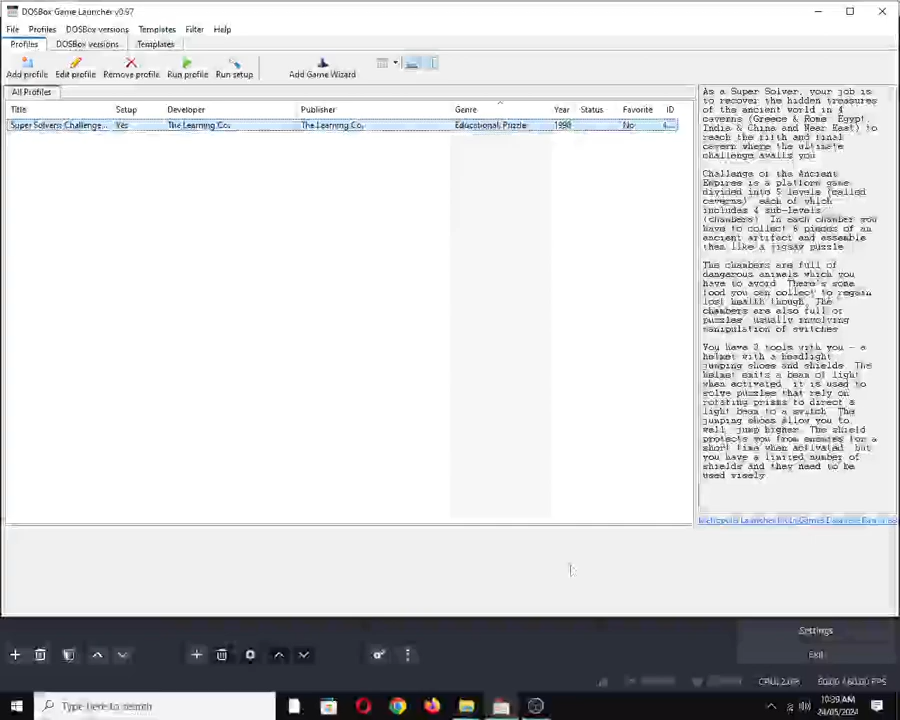 DOSBox Game Launcher v0.97
File Profiles DOSBox versions Templates Filter Help
Profiles DOSBox versions Templates
Add profile Edit profile Remove profile Run profile Run setup Add Game Wizard
All Profiles
Title Setup Developer Publisher Genre Year Status Favorite ID
Super Solvers: Challenge... Yes The Learning Co. The Learning Co. Educational, Puzzle 1990 No 4...
As a Super Solver, your job is
to recover the hidden treasures
of the ancient world in 4
caverns (Greece & Rome, Egypt,
India & China and Near East) to
reach the fifth and final
cavern where the ultimate
challenge awaits you
Challenge of the Ancient
Empires is a platform game
divided into 5 levels (called
caverns) each of which
includes 4 sub-levels
(chambers) In each chamber you
have to collect 6 pieces of an
ancient artifact and assemble
them like a jigsaw puzzle
The chambers are full of
dangerous animals which you
have to avoid There's some
food you can collect to regain
lost health though. The
chambers are also full of
puzzles usually involving
manipulation of switches
You have 3 tools with you - a
helmet with a headlight
jumping shoes and shields The
helmet emits a beam of light
when activated it is used to
solve puzzles that rely on
rotating prisms to direct a
light beam to a switch The
jumping shoes allow you to
well jump higher. The shield
protects you from enemies for a
short time when activated but
you have a limited number of
shields and they need to be
used wisely
Settings
Exit
Type here to search
10:39 AM
24/05/2024